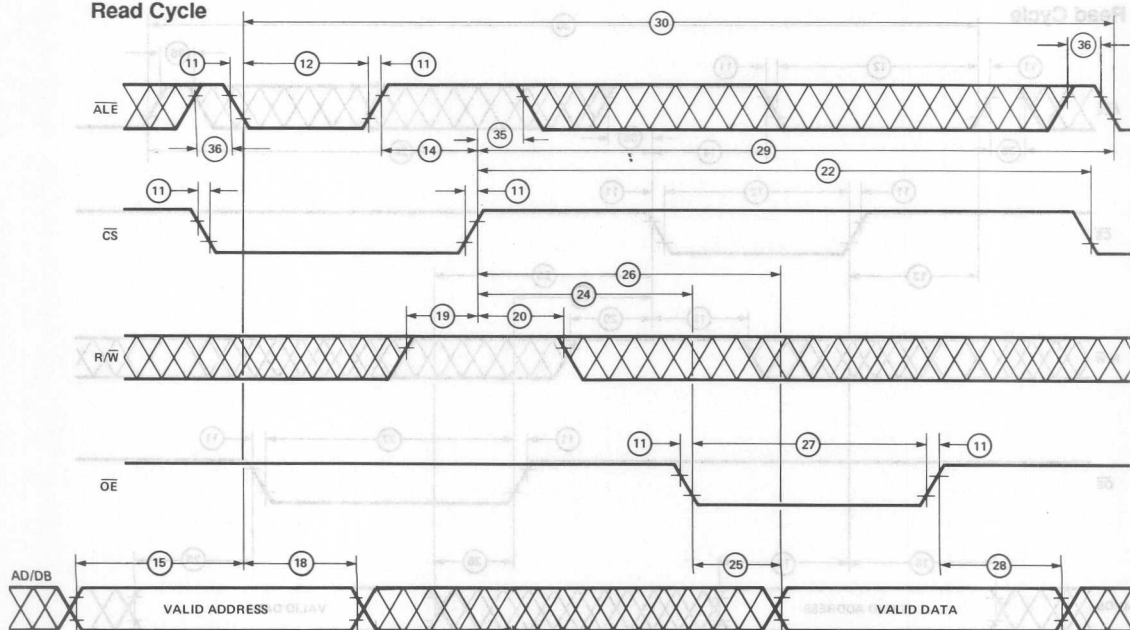 Read Cycle
30
11 12 11 36
ALE
36 14 35 29
22
11 11
CS
26
24
19 20
R/W
11 27 11
OE
15 18 25 28
AD/DB
VALID ADDRESS VALID DATA